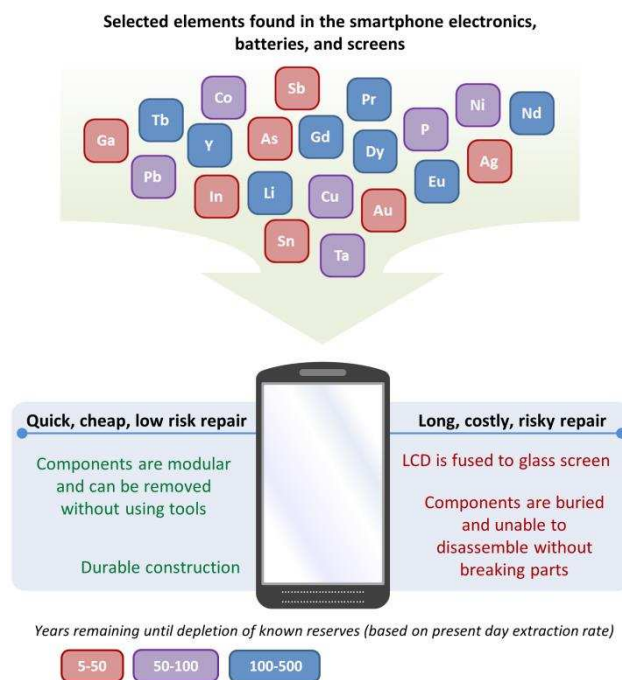 Selected elements found in the smartphone electronics,
batteries, and screens
Sb
Co
Pr
Ni
Tb
Nd
P
Ga
Y
As
Gd
Dy
Ag
Pb
Eu
In
Li
Cu
Au
Sn
Ta
Quick, cheap, low risk repair
Components are modular
and can be removed
without using tools
Durable construction
Long, costly, risky repair
LCD is fused to glass screen
Components are buried
and unable to
disassemble without
breaking parts
Years remaining until depletion of known reserves (based on present day extraction rate)
5-50
50-100
100-500